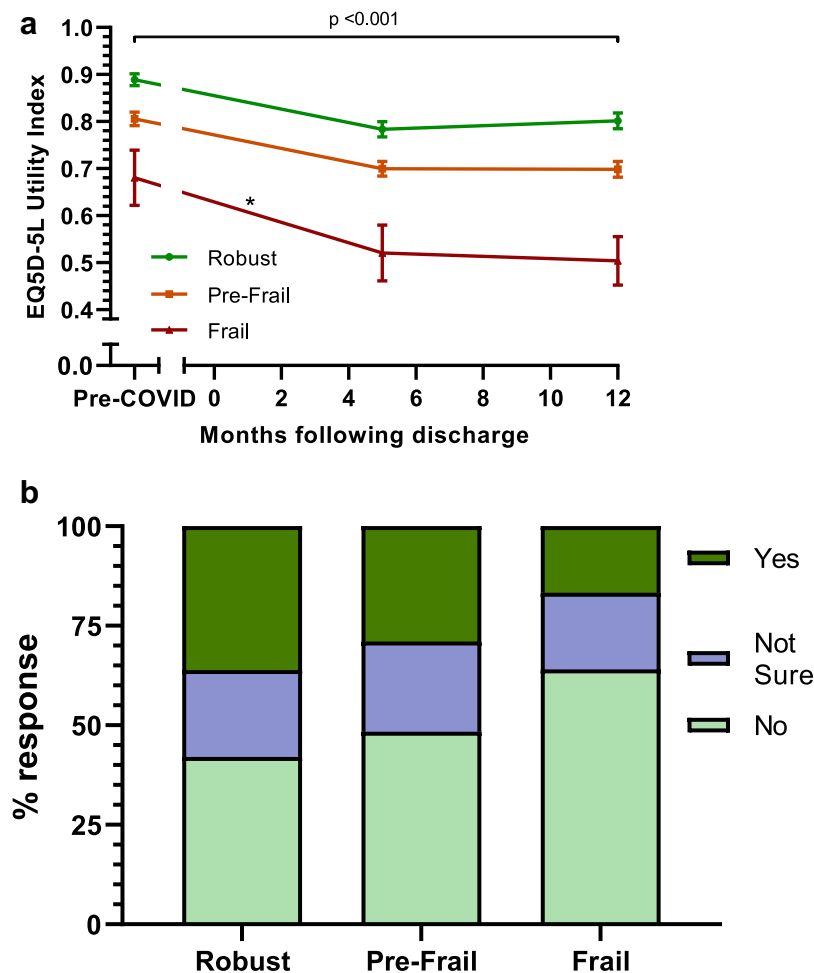 a
p <0.001
EQ5D-5L Utility Index
1.0
0.9
0.8
0.7
0.6
0.5
0.4
0.0
*
Robust
Pre-Frail
Frail
Pre-COVID 0 2 4 6 8 10 12
Months following discharge
b
% response
100
75
50
25
0
Yes
Not
Sure
No
Robust Pre-Frail Frail